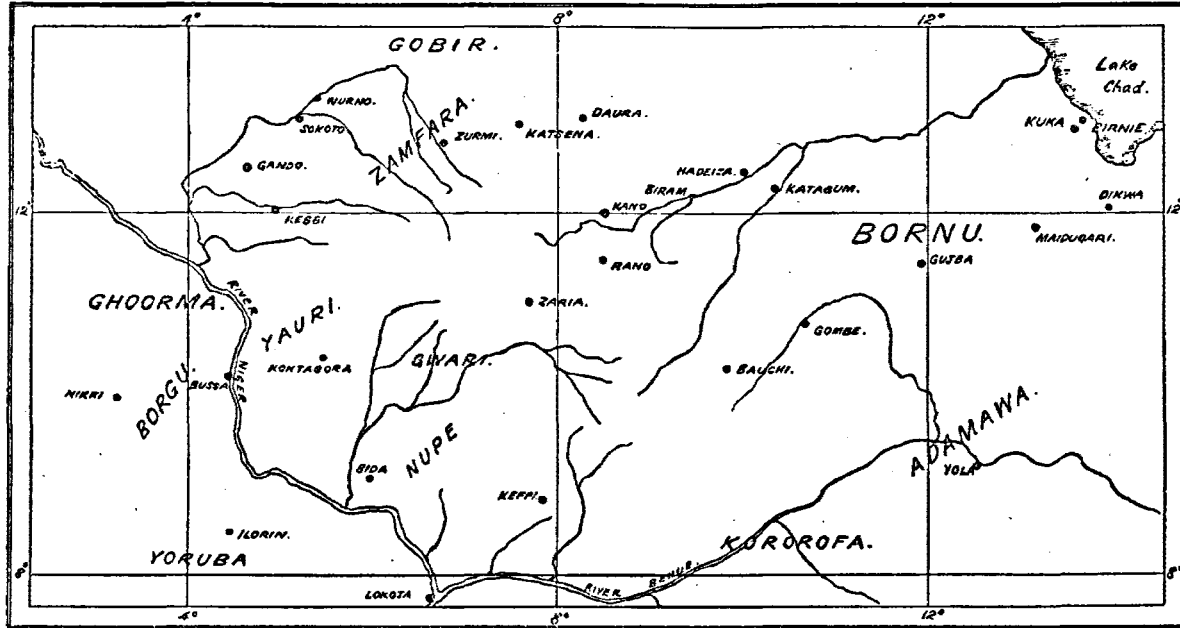 4° 8° 12°
GOBIR.
Lake
Chad.
WURNO.
SOKOTO
ZAMFARA.
ZURMI.
KATSENA.
DAURA.
KUKA
BIRNIE.
GANDO.
HADEIJA.
BIRAM
KATAGUM.
DIKWA
12° 12°
KEBBI
KANO
BORNU.
MAIDUGARI.
RANO
GUJBA
GHOORMA.
RIVER
NIGER
YAURI.
ZARIA.
GOMBE.
KONTAGORA
GWARI.
BAUCHI.
BUSSA
NIKKI
BORGU.
ADAMAWA.
NUPE
BIDA
YOLA
KEFFI.
ILORIN.
KOROROFA.
YORUBA
8° 8°
LOKOJA
RIVER BENUE.
4° 8° 12°